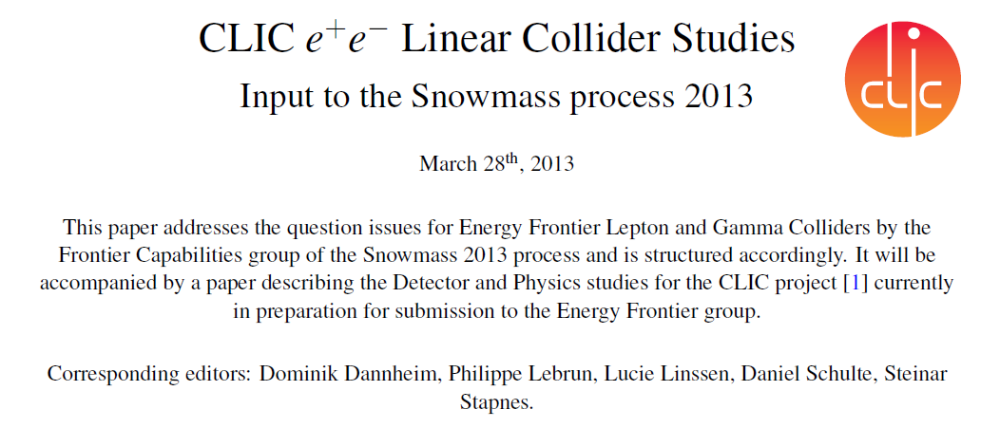 CLIC e⁺e⁻ Linear Collider Studies
Input to the Snowmass process 2013
clic
March 28ᵗʰ, 2013
This paper addresses the question issues for Energy Frontier Lepton and Gamma Colliders by the
Frontier Capabilities group of the Snowmass 2013 process and is structured accordingly. It will be
accompanied by a paper describing the Detector and Physics studies for the CLIC project [1] currently
in preparation for submission to the Energy Frontier group.
Corresponding editors: Dominik Dannheim, Philippe Lebrun, Lucie Linssen, Daniel Schulte, Steinar
Stapnes.